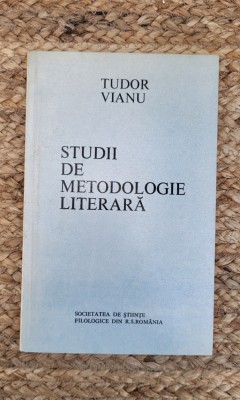 TUDOR
VIANU
STUDII
DE
METODOLOGIE
LITERARĂ
SOCIETATEA DE ȘTIINȚE
FILOLOGICE DIN R.S.ROMÂNIA